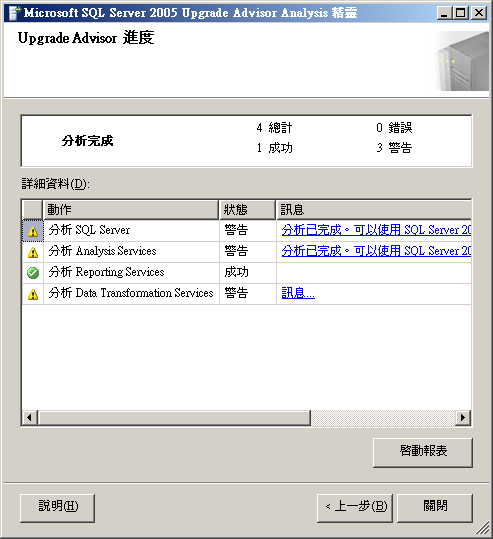 Microsoft SQL Server 2005 Upgrade Advisor Analysis 精靈
Upgrade Advisor 進度
分析完成
4 總計 0 錯誤
1 成功 3 警告
詳細資料(D):
動作 狀態 訊息
分析 SQL Server 警告 分析已完成。可以使用 SQL Server 20
分析 Analysis Services 警告 分析已完成。可以使用 SQL Server 20
分析 Reporting Services 成功
分析 Data Transformation Services 警告 訊息...
啓動報表
說明(H) < 上一步(B) 關閉